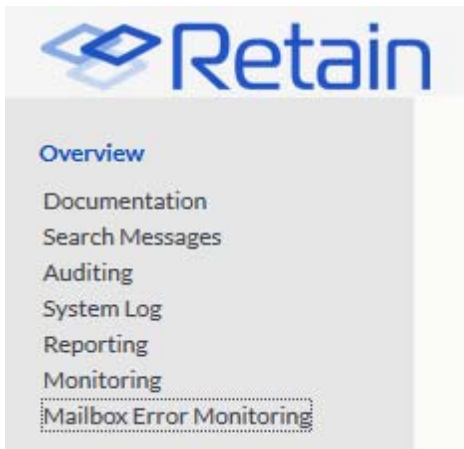 Retain
Overview
Documentation
Search Messages
Auditing
System Log
Reporting
Monitoring
Mailbox Error Monitoring